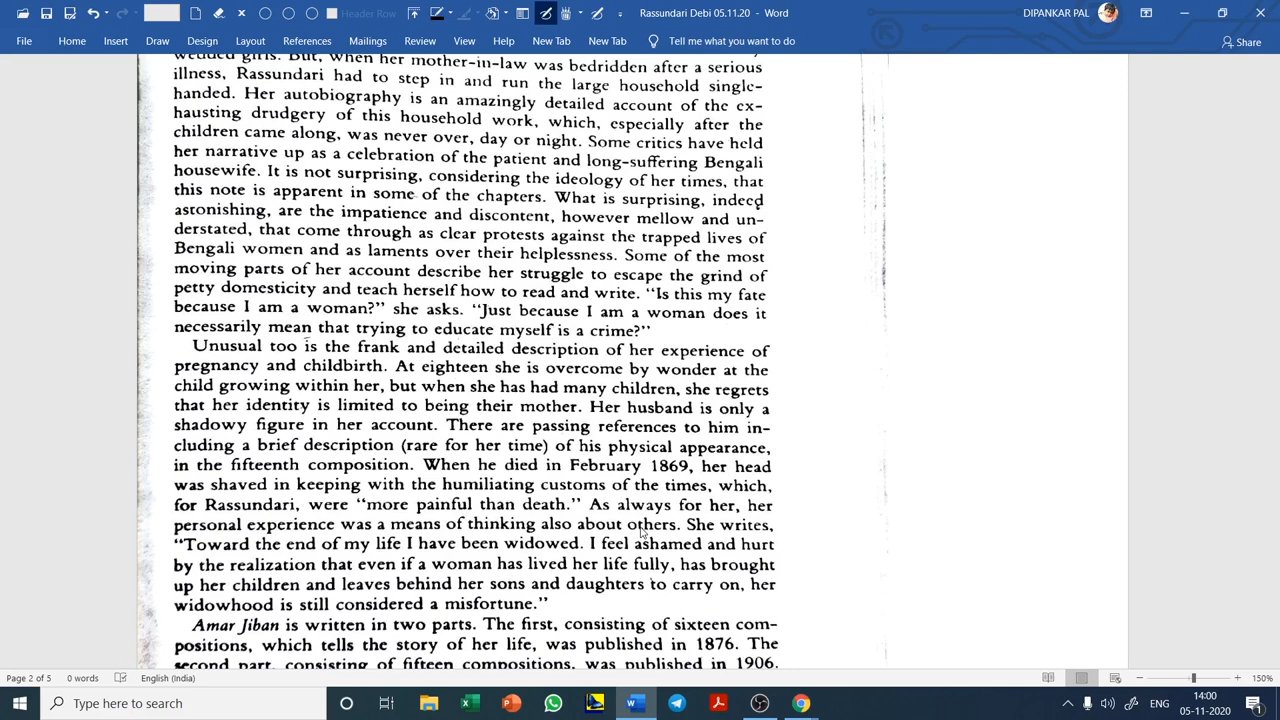 Header Row
Rassundari Debi 05.11.20 - Word
DIPANKAR PAL
File Home Insert Draw Design Layout References Mailings Review View Help New Tab New Tab Tell me what you want to do Share
wedded girls. But, when her mother-in-law was bedridden after a serious
illness, Rassundari had to step in and run the large household single-
handed. Her autobiography is an amazingly detailed account of the ex-
hausting drudgery of this household work, which, especially after the
children came along, was never over, day or night. Some critics have held
her narrative up as a celebration of the patient and long-suffering Bengali
housewife. It is not surprising, considering the ideology of her times, that
this note is apparent in some of the chapters. What is surprising, indeed
astonishing, are the impatience and discontent, however mellow and un-
derstated, that come through as clear protests against the trapped lives of
Bengali women and as laments over their helplessness. Some of the most
moving parts of her account describe her struggle to escape the grind of
petty domesticity and teach herself how to read and write. "Was is my fate
because I am a woman?" she asks. "Just because I am a woman does it
necessarily mean that trying to educate myself is a crime?"
Unusual too is the frank and detailed description of her experience of
pregnancy and childbirth. At eighteen she is overcome by wonder at the
child growing within her, but when she has had many children she regrets
that her identity is limited to being their mother. Her husband is only a
shadowy figure in her account. There are passing references to him in-
cluding a brief description (once for all time) of his physical appearance,
in the sixteenth composition. When he died in February 1869, her head
was shaved in keeping with the humiliating customs of the times, which,
for Rassundari, were "more painful than death." As always for her, her
personal experience was a means of thinking also about others. She writes,
"Toward the end of my life I have been widowed. I feel ashamed and hurt
by the realization that even if a woman has lived her life fully, has brought
up her children and leaves behind her sons and daughters to carry on, her
widowhood is still considered a misfortune."
Amar Jiban is written in two parts. The first, consisting of sixteen com-
positions, which tells the story of her life, was published in 1876. The
second part, consisting of fifteen compositions, was published in 1906.
Page 2 of 5 0 words English (India) 150%
Type here to search
ENG
14:00
05-11-2020